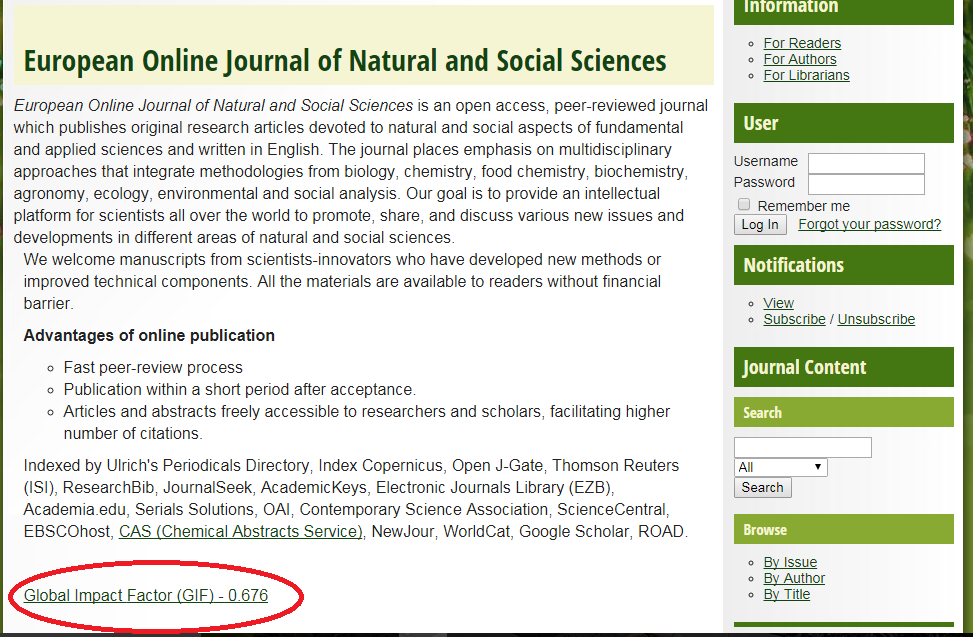 European Online Journal of Natural and Social Sciences
European Online Journal of Natural and Social Sciences is an open access, peer-reviewed journal
which publishes original research articles devoted to natural and social aspects of fundamental
and applied sciences and written in English. The journal places emphasis on multidisciplinary
approaches that integrate methodologies from biology, chemistry, food chemistry, biochemistry,
agronomy, ecology, environmental and social analysis. Our goal is to provide an intellectual
platform for scientists all over the world to promote, share, and discuss various new issues and
developments in different areas of natural and social sciences.
We welcome manuscripts from scientists-innovators who have developed new methods or
improved technical components. All the materials are available to readers without financial
barrier.
Advantages of online publication
Fast peer-review process
Publication within a short period after acceptance.
Articles and abstracts freely accessible to researchers and scholars, facilitating higher
number of citations.
Indexed by Ulrich's Periodicals Directory, Index Copernicus, Open J-Gate, Thomson Reuters
(ISI), ResearchBib, JournalSeek, AcademicKeys, Electronic Journals Library (EZB),
Academia.edu, Serials Solutions, OAI, Contemporary Science Association, ScienceCentral,
EBSCOhost, CAS (Chemical Abstracts Service), NewJour, WorldCat, Google Scholar, ROAD.
Global Impact Factor (GIF) - 0.676
Information
For Readers
For Authors
For Librarians
User
Username
Password
Remember me
Log In Forgot your password?
Notifications
View
Subscribe / Unsubscribe
Journal Content
Search
All
Search
Browse
By Issue
By Author
By Title